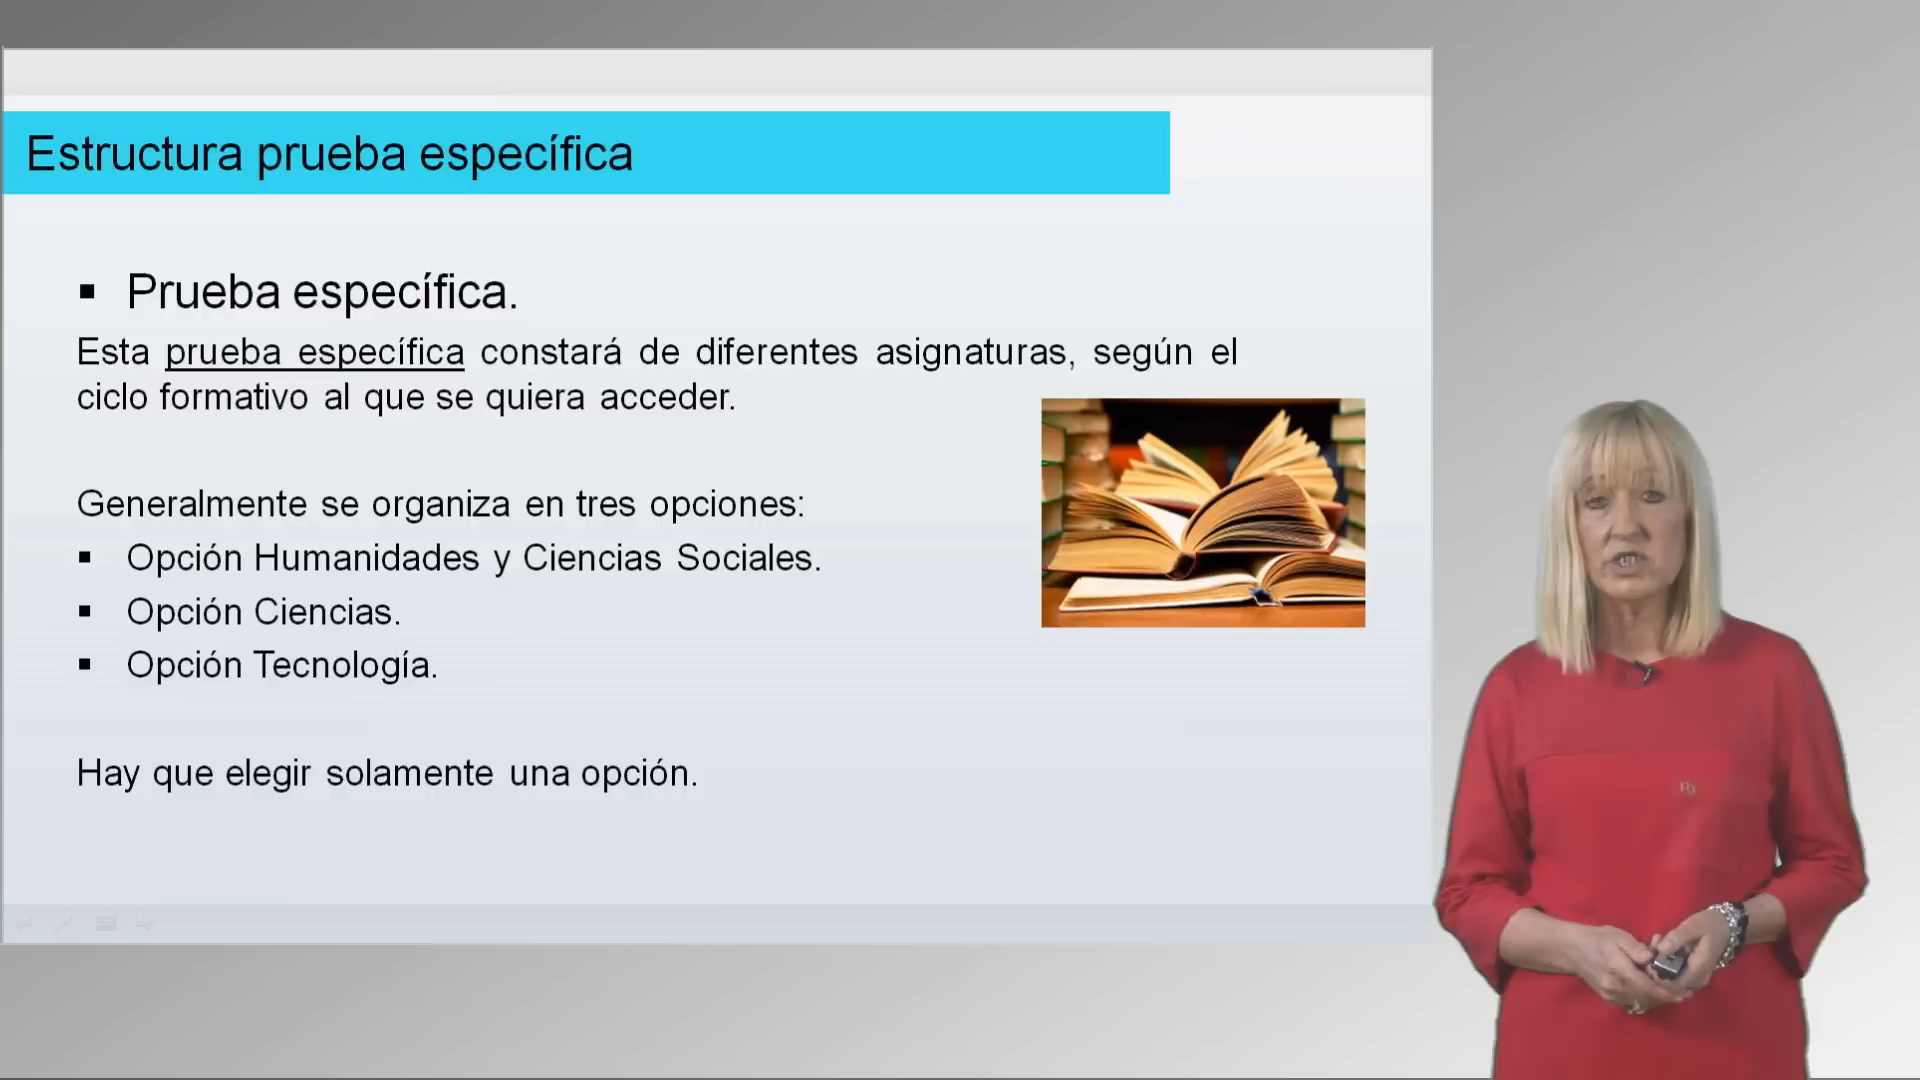 Estructura prueba específica
▪ Prueba específica.
Esta prueba específica constará de diferentes asignaturas, según el
ciclo formativo al que se quiera acceder.
Generalmente se organiza en tres opciones:
▪ Opción Humanidades y Ciencias Sociales.
▪ Opción Ciencias.
▪ Opción Tecnología.
Hay que elegir solamente una opción.